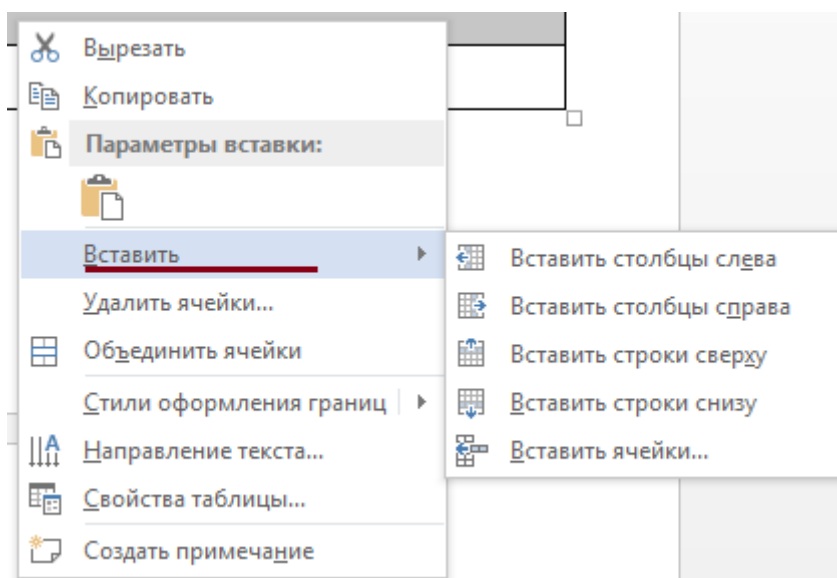 Вырезать
Копировать
Параметры вставки:
Вставить
Удалить ячейки...
Объединить ячейки
Стили оформления границ
Направление текста...
Свойства таблицы...
Создать примечание
Вставить столбцы слева
Вставить столбцы справа
Вставить строки сверху
Вставить строки снизу
Вставить ячейки...